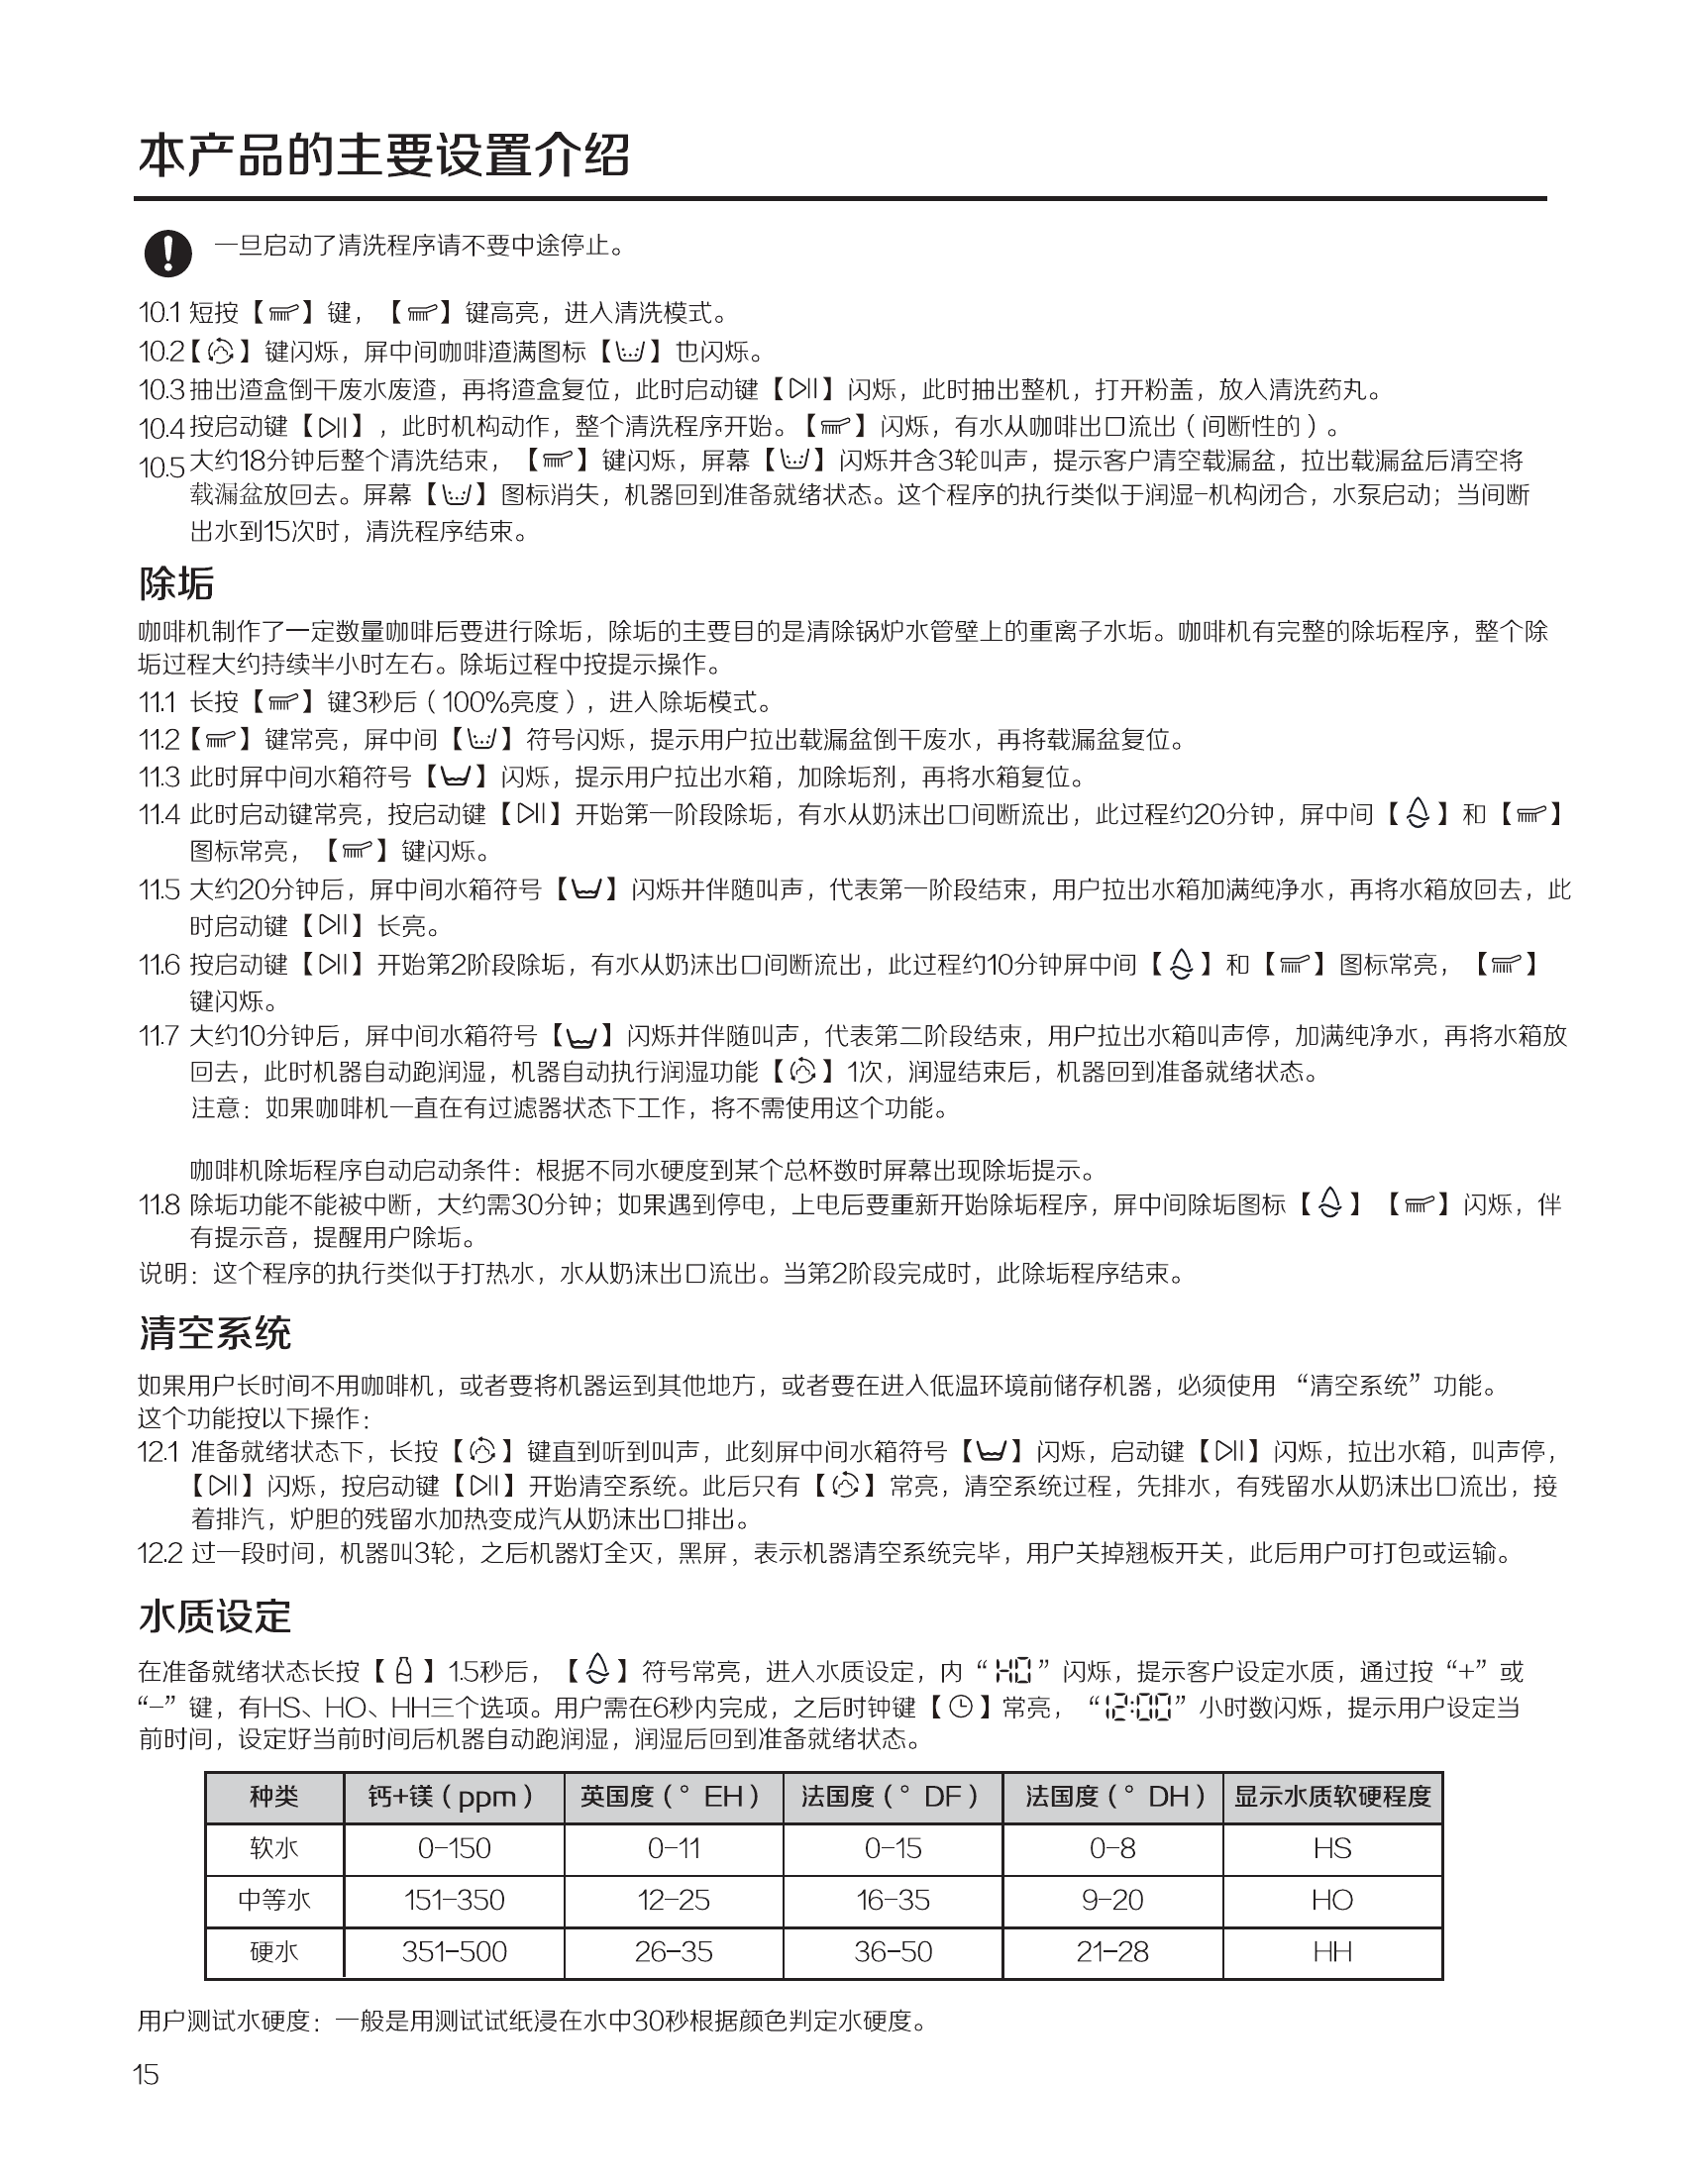 本产品的主要设置介绍
一旦启动了清洗程序请不要中途停止。
10.1 短按【】键，【】键高亮，进入清洗模式。
10.2【】键闪烁，屏中间咖啡渣满图标【】也闪烁。
10.3 抽出渣盒倒干废水废渣，再将渣盒复位，此时启动键【】闪烁，此时抽出整机，打开粉盖，放入清洗药丸。
10.4 按启动键【】，此时机构动作，整个清洗程序开始。【】闪烁，有水从咖啡出口流出（间断性的）。
10.5 大约18分钟后整个清洗结束，【】键闪烁，屏幕【】闪烁并含3轮叫声，提示客户清空载漏盆，拉出载漏盆后清空将
载漏盆放回去。屏幕【】图标消失，机器回到准备就绪状态。这个程序的执行类似于润湿-机构闭合，水泵启动；当间断
出水到15次时，清洗程序结束。
除垢
咖啡机制作了一定数量咖啡后要进行除垢，除垢的主要目的是清除锅炉水管壁上的重离子水垢。咖啡机有完整的除垢程序，整个除
垢过程大约持续半小时左右。除垢过程中按提示操作。
11.1 长按【】键3秒后（100%亮度），进入除垢模式。
11.2【】键常亮，屏中间【】符号闪烁，提示用户拉出载漏盆倒干废水，再将载漏盆复位。
11.3 此时屏中间水箱符号【】闪烁，提示用户拉出水箱，加除垢剂，再将水箱复位。
11.4 此时启动键常亮，按启动键【】开始第一阶段除垢，有水从奶沫出口间断流出，此过程约20分钟，屏中间【】和【】
图标常亮，【】键闪烁。
11.5 大约20分钟后，屏中间水箱符号【】闪烁并伴随叫声，代表第一阶段结束，用户拉出水箱加满纯净水，再将水箱放回去，此
时启动键【】长亮。
11.6 按启动键【】开始第2阶段除垢，有水从奶沫出口间断流出，此过程约10分钟屏中间【】和【】图标常亮，【】
键闪烁。
11.7 大约10分钟后，屏中间水箱符号【】闪烁并伴随叫声，代表第二阶段结束，用户拉出水箱叫声停，加满纯净水，再将水箱放
回去，此时机器自动跑润湿，机器自动执行润湿功能【】1次，润湿结束后，机器回到准备就绪状态。
注意：如果咖啡机一直在有过滤器状态下工作，将不需使用这个功能。
咖啡机除垢程序自动启动条件：根据不同水硬度到某个总杯数时屏幕出现除垢提示。
11.8 除垢功能不能被中断，大约需30分钟；如果遇到停电，上电后要重新开始除垢程序，屏中间除垢图标【】【】闪烁，伴
有提示音，提醒用户除垢。
说明：这个程序的执行类似于打热水，水从奶沫出口流出。当第2阶段完成时，此除垢程序结束。
清空系统
如果用户长时间不用咖啡机，或者要将机器运到其他地方，或者要在进入低温环境前储存机器，必须使用 “清空系统”功能。
这个功能按以下操作：
12.1 准备就绪状态下，长按【】键直到听到叫声，此刻屏中间水箱符号【】闪烁，启动键【】闪烁，拉出水箱，叫声停，
【】闪烁，按启动键【】开始清空系统。此后只有【】常亮，清空系统过程，先排水，有残留水从奶沫出口流出，接
着排汽，炉胆的残留水加热变成汽从奶沫出口排出。
12.2 过一段时间，机器叫3轮，之后机器灯全灭，黑屏，表示机器清空系统完毕，用户关掉翘板开关，此后用户可打包或运输。
水质设定
在准备就绪状态长按【】1.5秒后，【】符号常亮，进入水质设定，内“HO”闪烁，提示客户设定水质，通过按“+”或
“-”键，有HS、HO、HH三个选项。用户需在6秒内完成，之后时钟键【】常亮，“12:00”小时数闪烁，提示用户设定当
前时间，设定好当前时间后机器自动跑润湿，润湿后回到准备就绪状态。
种类 钙+镁（ppm） 英国度（°EH） 法国度（°DF） 法国度（°DH） 显示水质软硬程度
软水 0-150 0-11 0-15 0-8 HS
中等水 151-350 12-25 16-35 9-20 HO
硬水 351-500 26-35 36-50 21-28 HH
用户测试水硬度：一般是用测试试纸浸在水中30秒根据颜色判定水硬度。
15